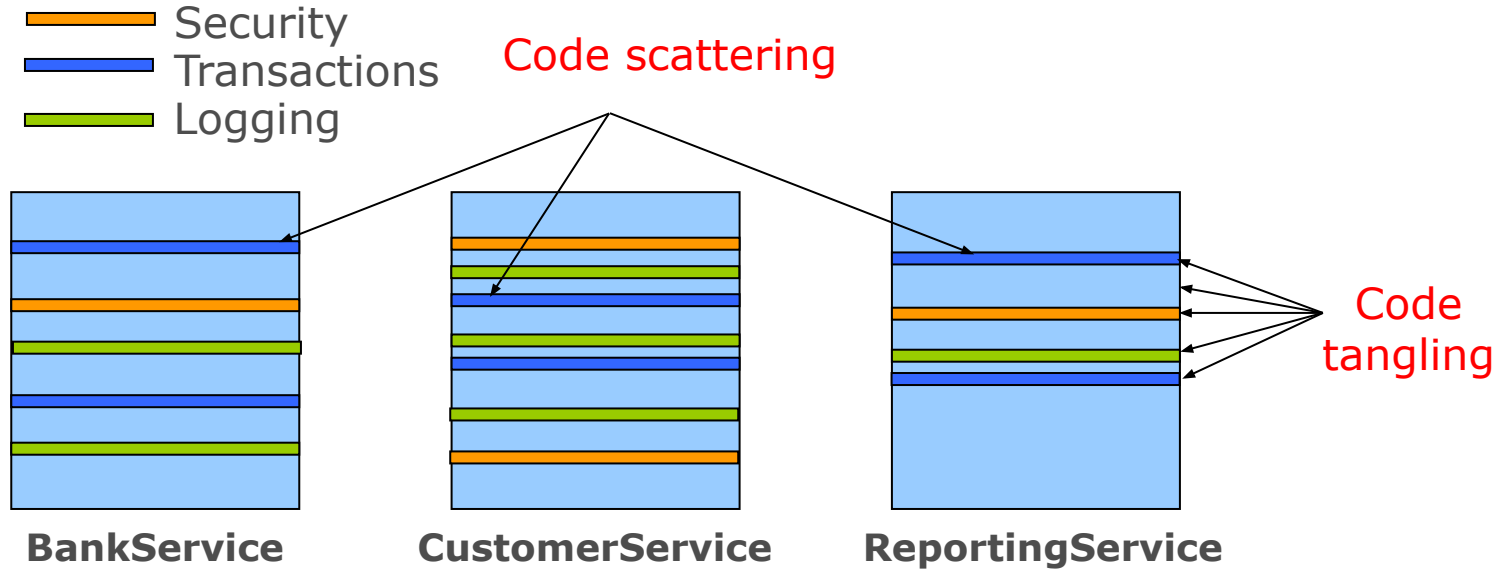 Security
Transactions
Logging
Code scattering
Code
tangling
BankService
CustomerService
ReportingService